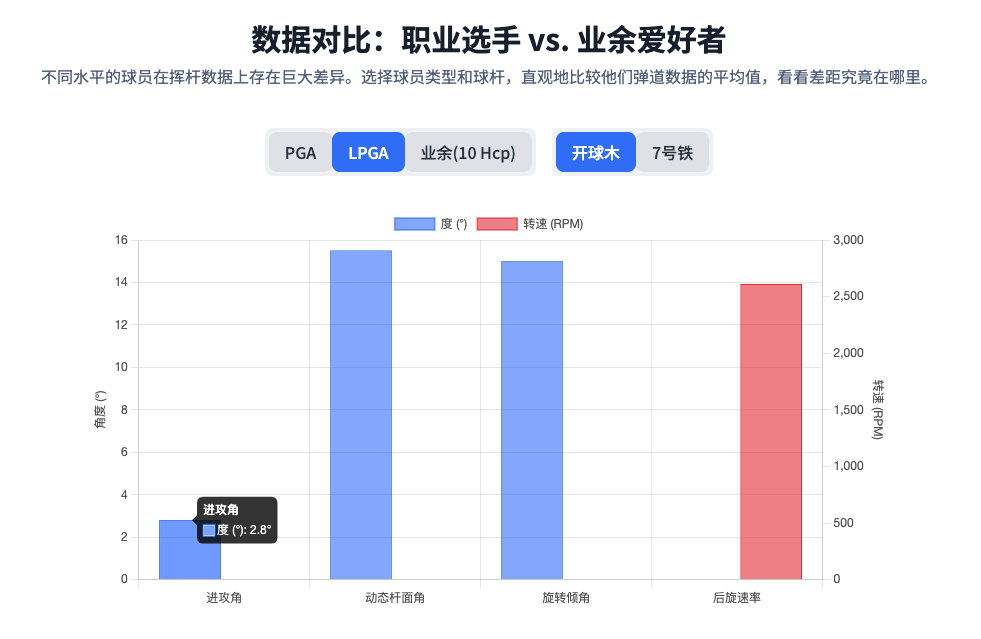 数据对比：职业选手 vs. 业余爱好者
不同水平的球员在挥杆数据上存在巨大差异。选择球员类型和球杆，直观地比较他们弹道数据的平均值，看看差距究竟在哪里。
PGA LPGA 业余(10 Hcp) 开球木 7号铁
度 (°) 转速 (RPM)
16 3,000
14 2,500
12
10 2,000
角度 (°) 转速 (RPM)
8 1,500
6 1,000
4
进攻角
度 (°): 2.8°
2 500
0 0
进攻角 动态杆面角 旋转倾角 后旋速率